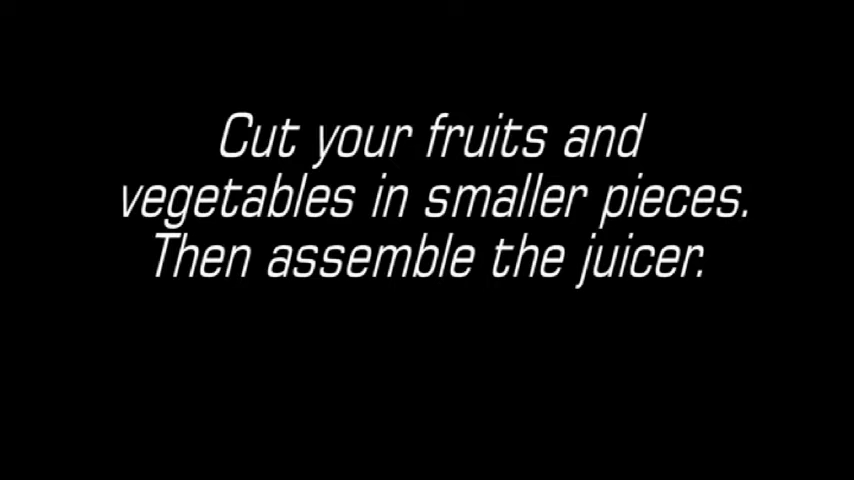 Cut your fruits and
vegetables in smaller pieces.
Then assemble the juicer.